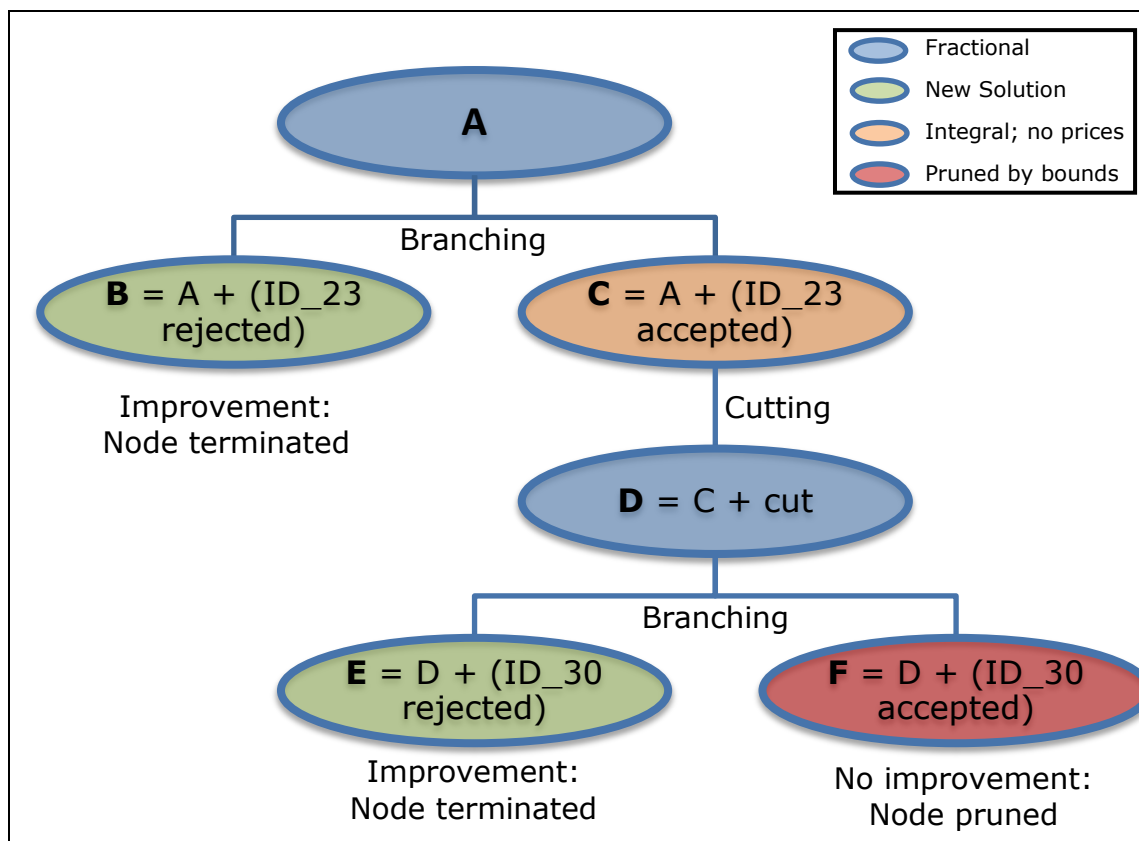 Fractional
New Solution
Integral; no prices
Pruned by bounds
A
Branching
B = A + (ID_23
rejected)
C = A + (ID_23
accepted)
Improvement:
Node terminated
Cutting
D = C + cut
Branching
E = D + (ID_30
rejected)
F = D + (ID_30
accepted)
Improvement:
Node terminated
No improvement:
Node pruned